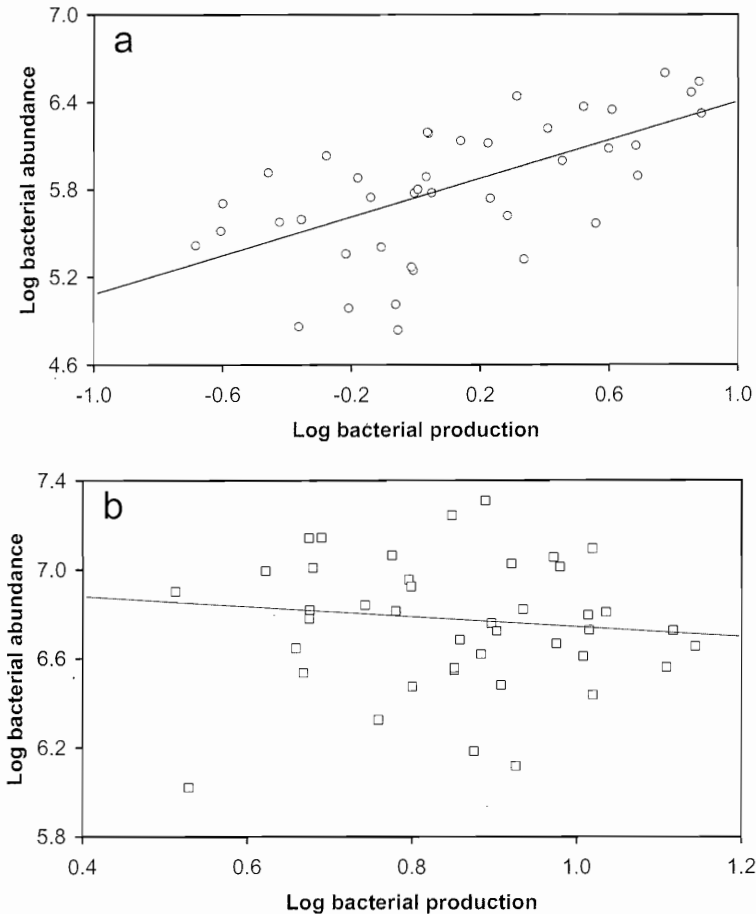 7.0
a
6.4
5.8
5.2
4.6
Log bacterial abundance
-1.0 -0.6 -0.2 0.2 0.6 1.0
Log bacterial production
7.4
b
7.0
6.6
6.2
5.8
Log bacterial abundance
0.4 0.6 0.8 1.0 1.2
Log bacterial production